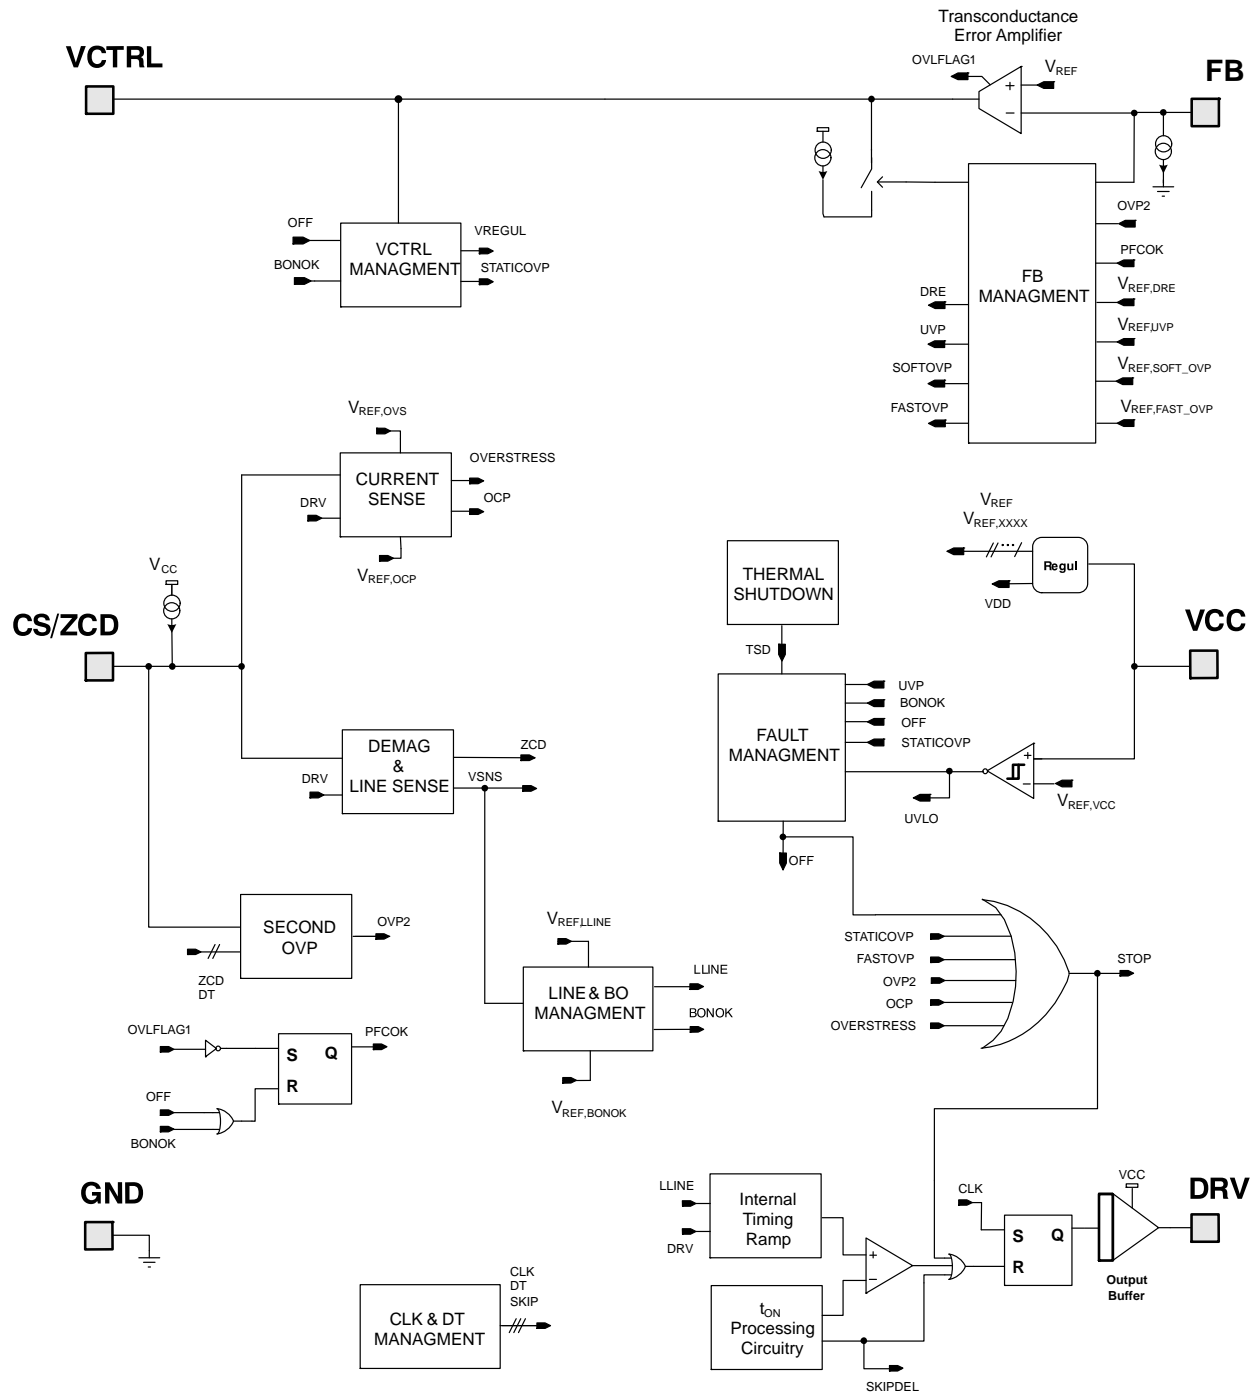 Transconductance
Error Amplifier
VCTRL
OVLFLAG1
VREF
FB
+
−
OFF
BONOK
VCTRL
MANAGMENT
VREGUL
STATICOVP
FB
MANAGMENT
OVP2
PFCOK
VREF,DRE
VREF,UVP
VREF,SOFT_OVP
VREF,FAST_OVP
DRE
UVP
SOFTOVP
FASTOVP
VREF,OVS
CURRENT
SENSE
OVERSTRESS
OCP
DRV
VREF,OCP
VCC
CS/ZCD
THERMAL
SHUTDOWN
TSD
VREF
VREF,XXXX
...
Regul
VDD
VCC
FAULT
MANAGMENT
UVP
BONOK
OFF
STATICOVP
+
−
VREF,VCC
UVLO
OFF
DEMAG
&
LINE SENSE
DRV
ZCD
VSNS
SECOND
OVP
OVP2
ZCD
DT
VREF,LLINE
LINE & BO
MANAGMENT
LLINE
BONOK
VREF,BONOK
STATICOVP
FASTOVP
OVP2
OCP
OVERSTRESS
STOP
OVLFLAG1
S
Q
R
PFCOK
OFF
BONOK
GND
CLK & DT
MANAGMENT
CLK
DT
SKIP
LLINE
DRV
Internal
Timing
Ramp
tON
Processing
Circuitry
+
−
SKIPDEL
CLK
S
Q
R
VCC
Output
Buffer
DRV